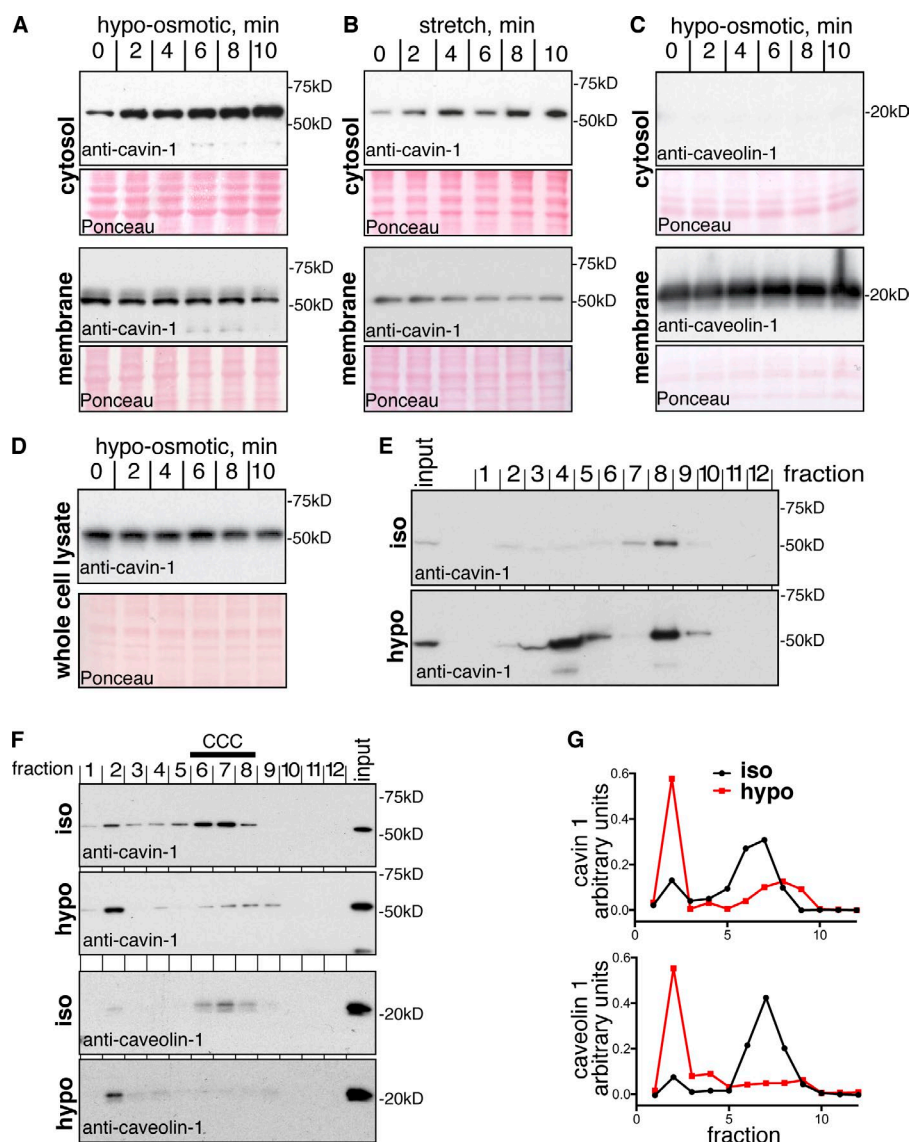 A
hypo-osmotic, min
0 2 4 6 8 10
cytosol
-75kD
-50kD
anti-cavin-1
Ponceau
membrane
-75kD
-50kD
anti-cavin-1
Ponceau
B
stretch, min
0 2 4 6 8 10
cytosol
-75kD
-50kD
anti-cavin-1
Ponceau
membrane
-75kD
-50kD
anti-cavin-1
Ponceau
C
hypo-osmotic, min
0 2 4 6 8 10
cytosol
-20kD
anti-caveolin-1
Ponceau
membrane
-20kD
anti-caveolin-1
Ponceau
D
hypo-osmotic, min
0 2 4 6 8 10
whole cell lysate
-75kD
-50kD
anti-cavin-1
Ponceau
E
input 1 2 3 4 5 6 7 8 9 10 11 12 fraction
iso
-75kD
-50kD
anti-cavin-1
hypo
-75kD
-50kD
anti-cavin-1
F
CCC
fraction 1 2 3 4 5 6 7 8 9 10 11 12 input
iso
-75kD
-50kD
anti-cavin-1
hypo
-75kD
-50kD
anti-cavin-1
iso
-20kD
anti-caveolin-1
hypo
-20kD
anti-caveolin-1
G
iso
hypo
cavin 1
arbitrary units
0.6
0.4
0.2
0.0
0 5 10
caveolin 1
arbitrary units
0.6
0.4
0.2
0.0
0 5 10
fraction